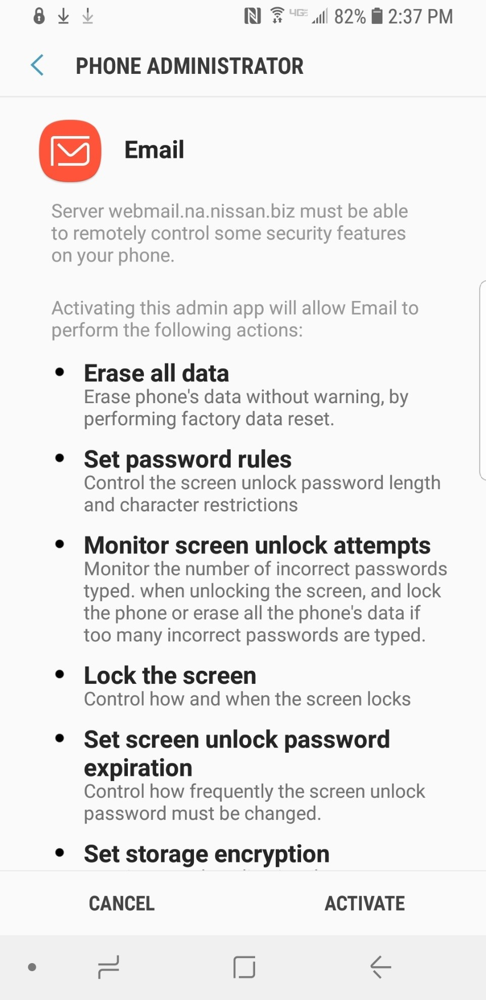 4GE 82% 2:37 PM
PHONE ADMINISTRATOR
Email
Server webmail.na.nissan.biz must be able
to remotely control some security features
on your phone.
Activating this admin app will allow Email to
perform the following actions:
• Erase all data
Erase phone's data without warning, by
performing factory data reset.
• Set password rules
Control the screen unlock password length
and character restrictions
• Monitor screen unlock attempts
Monitor the number of incorrect passwords
typed. when unlocking the screen, and lock
the phone or erase all the phone's data if
too many incorrect passwords are typed.
• Lock the screen
Control how and when the screen locks
• Set screen unlock password
expiration
Control how frequently the screen unlock
password must be changed.
• Set storage encryption
CANCEL ACTIVATE